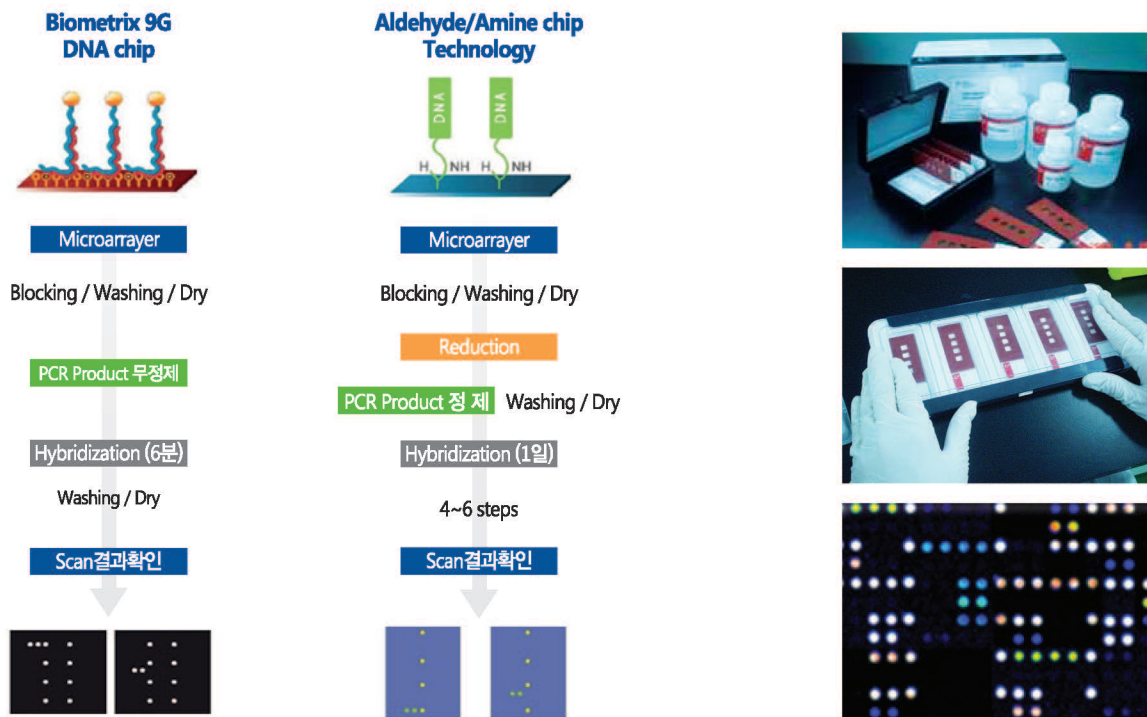 Biometrix 9G
DNA chip
Microarrayer
Blocking / Washing / Dry
PCR Product 무정제
Hybridization (6분)
Washing / Dry
Scan결과확인
Aldehyde/Amine chip
Technology
DNA
DNA
H
NH
H
NH
Microarrayer
Blocking / Washing / Dry
Reduction
PCR Product 정 제 Washing / Dry
Hybridization (1일)
4~6 steps
Scan결과확인